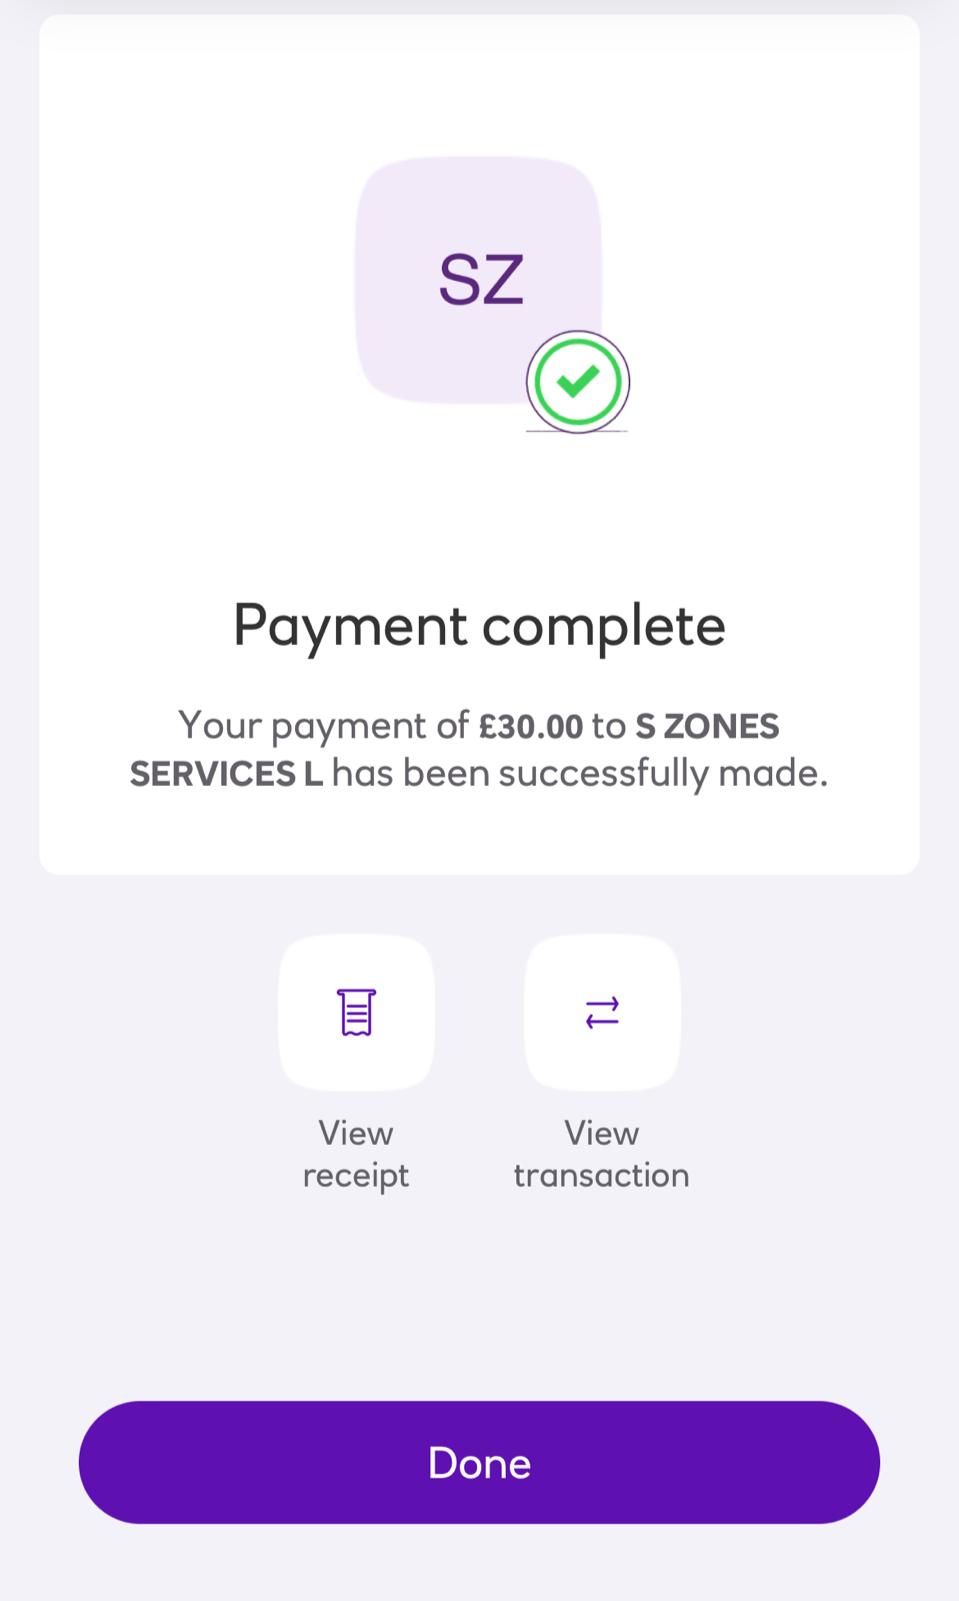 SZ
Payment complete
Your payment of £30.00 to S ZONES
SERVICES L has been successfully made.
View
receipt
View
transaction
Done